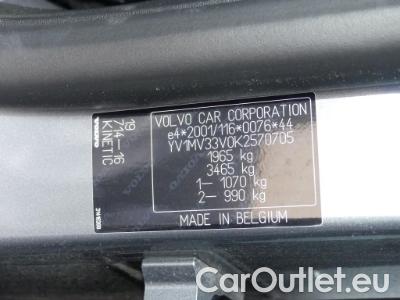 VOLVO CAR CORPORATION
e4*2001/116*0076*44
YV1MV33V0K2570705
1965 kg
3465 kg
1– 1070 kg
2– 990 kg
MADE IN BELGIUM
19
714–16
KINETIC
VOLVO
CarOutlet.eu